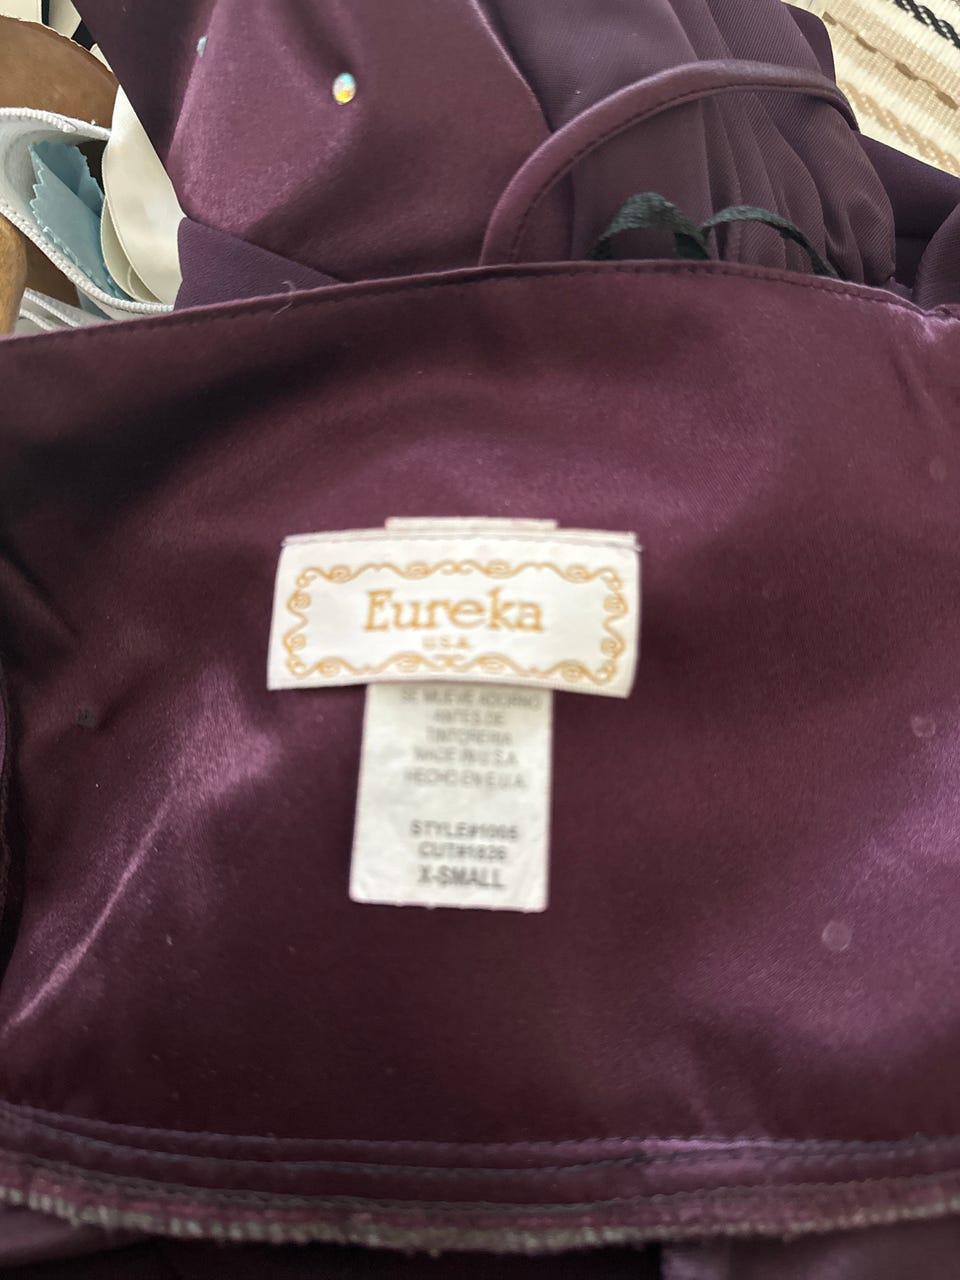 Eureka
U.S.A.
SE MUEVE ADORNO
ANTES DE
TINTORERIA
MADE IN U.S.A.
HECHO EN E.U.A.
STYLE#1005
CUT#1826
X-SMALL